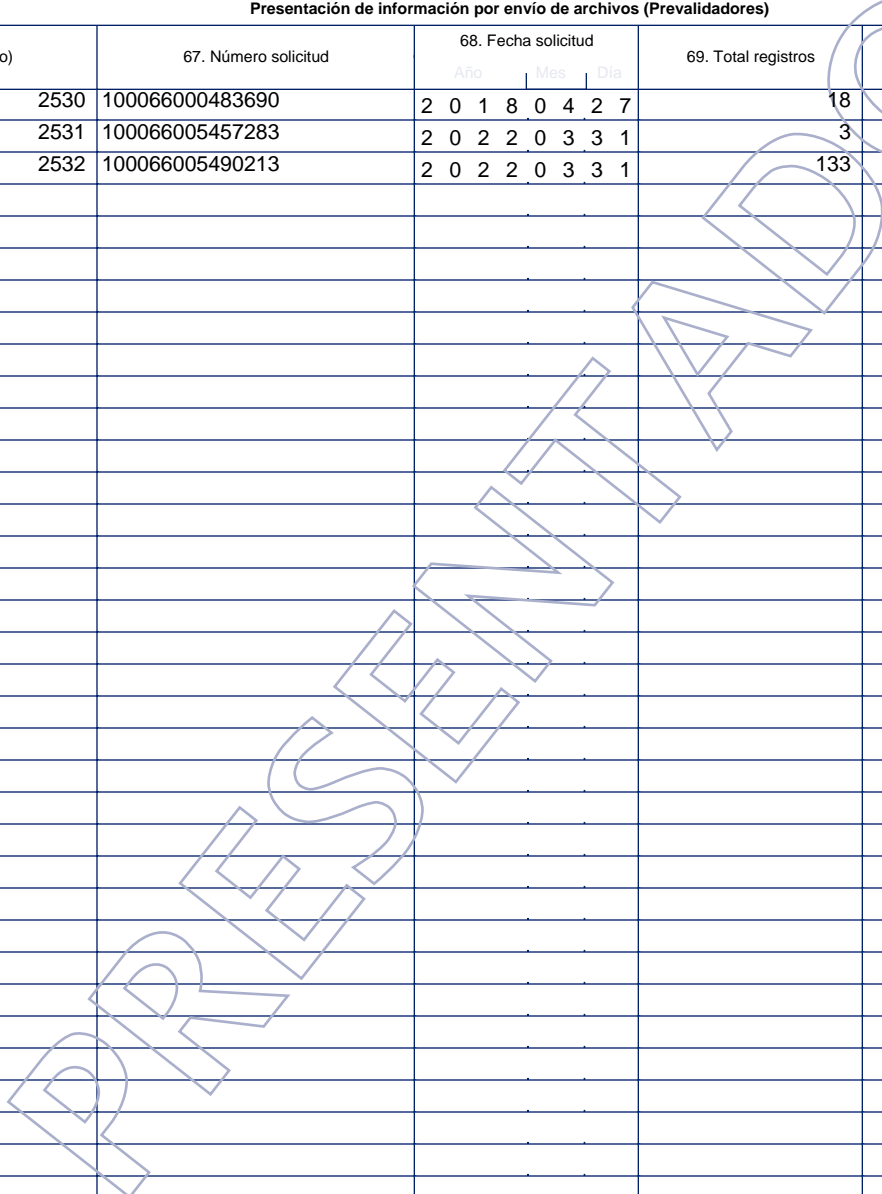 Presentación de información por envío de archivos (Prevalidadores)
o) 67. Número solicitud 68. Fecha solicitud 69. Total registros
Año Mes Día
2530 100066000483690 2 0 1 8 0 4 2 7 18
2531 100066005457283 2 0 2 2 0 3 3 1 3
2532 100066005490213 2 0 2 2 0 3 3 1 133
PRESENTADO